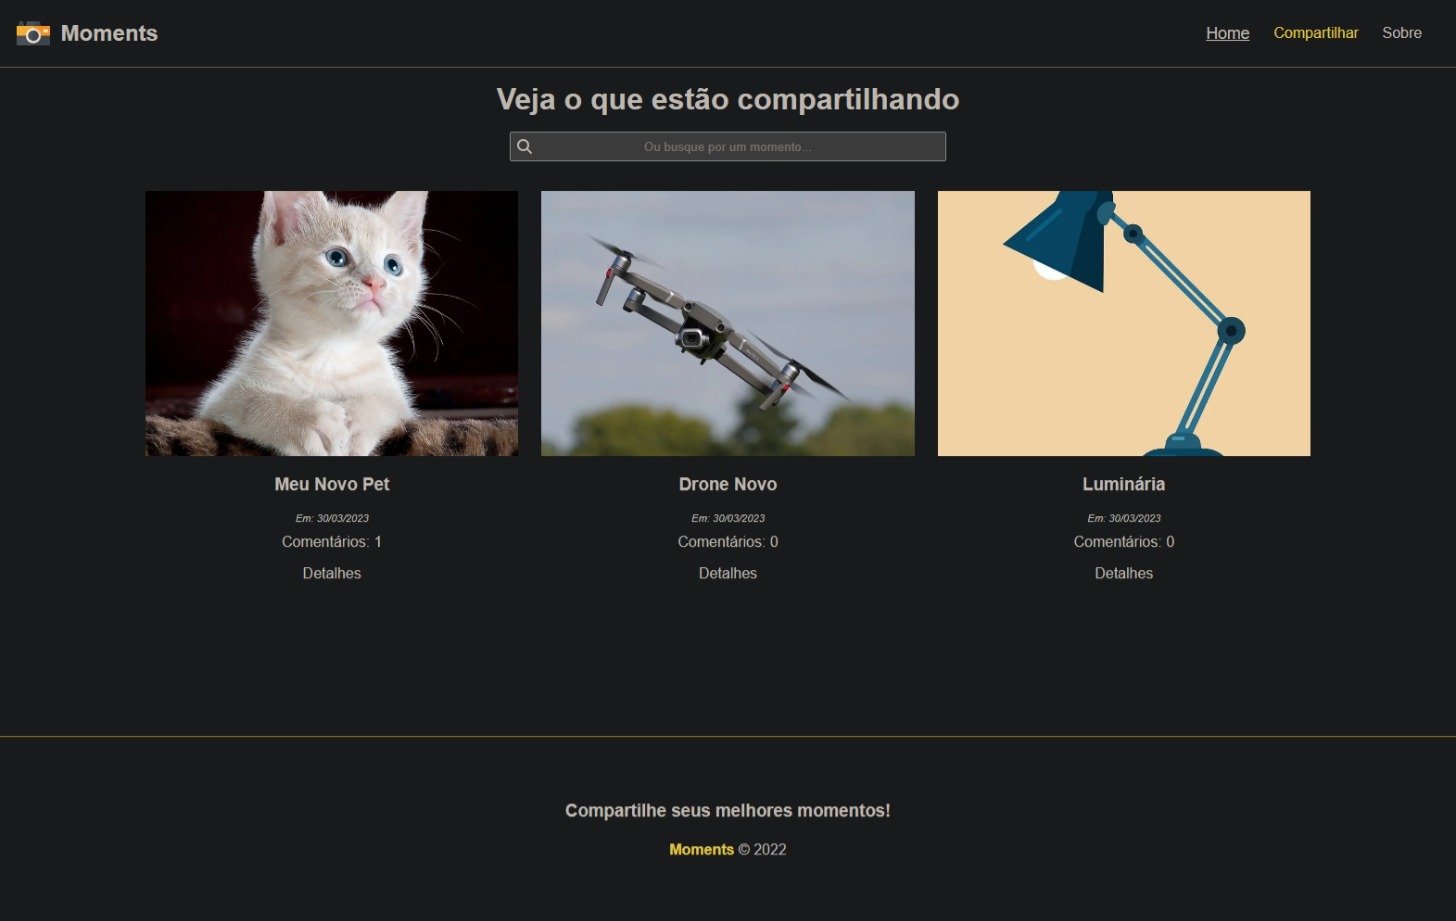 Moments
Home Compartilhar Sobre
Veja o que estão compartilhando
Ou busque por um momento...
Meu Novo Pet
Em: 30/03/2023
Comentários: 1
Detalhes
Drone Novo
Em: 30/03/2023
Comentários: 0
Detalhes
Luminária
Em: 30/03/2023
Comentários: 0
Detalhes
Compartilhe seus melhores momentos!
Moments © 2022